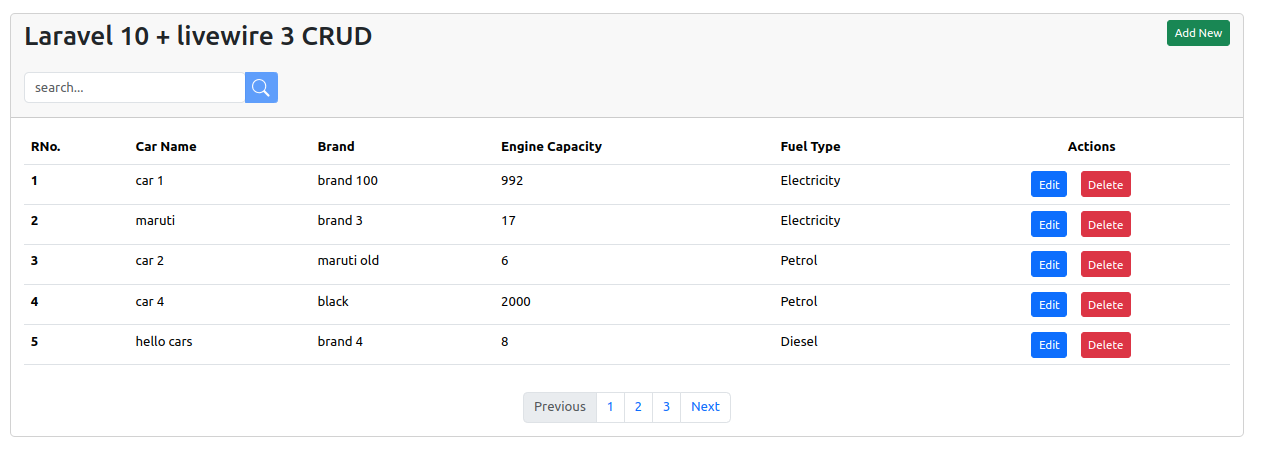 Laravel 10 + livewire 3 CRUD Add New
search...
RNo. Car Name Brand Engine Capacity Fuel Type Actions
1 car 1 brand 100 992 Electricity Edit Delete
2 maruti brand 3 17 Electricity Edit Delete
3 car 2 maruti old 6 Petrol Edit Delete
4 car 4 black 2000 Petrol Edit Delete
5 hello cars brand 4 8 Diesel Edit Delete
Previous 1 2 3 Next